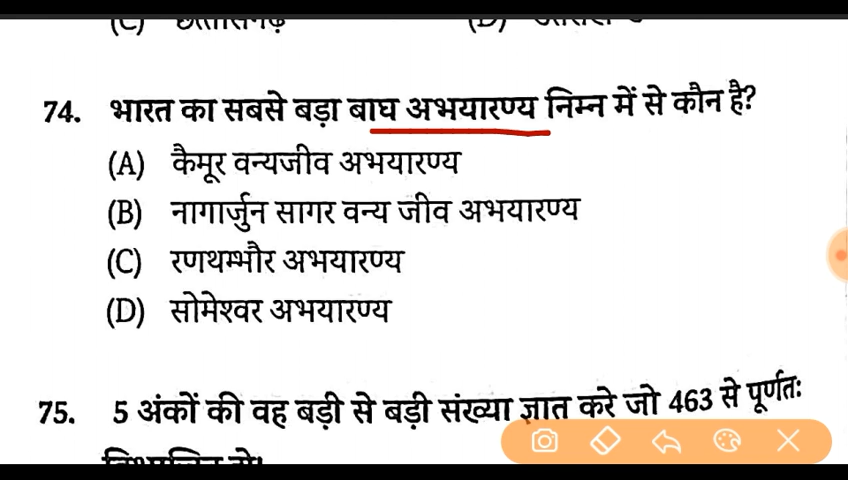 74. भारत का सबसे बड़ा बाघ अभयारण्य निम्न में से कौन है?
(A) कैमूर वन्यजीव अभयारण्य
(B) नागार्जुन सागर वन्य जीव अभयारण्य
(C) रणथम्भौर अभयारण्य
(D) सोमेश्वर अभयारण्य
75. 5 अंकों की वह बड़ी से बड़ी संख्या ज्ञात करे जो 463 से पूर्णतः